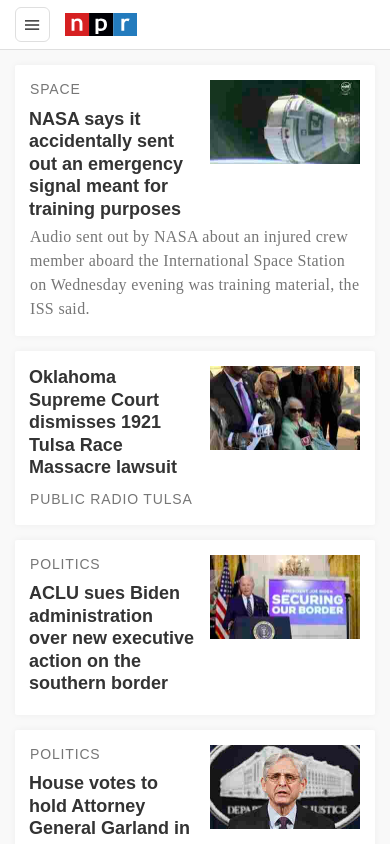 npr
SPACE
NASA says it
accidentally sent
out an emergency
signal meant for
training purposes
Audio sent out by NASA about an injured crew
member aboard the International Space Station
on Wednesday evening was training material, the
ISS said.
Oklahoma
Supreme Court
dismisses 1921
Tulsa Race
Massacre lawsuit
PUBLIC RADIO TULSA
POLITICS
ACLU sues Biden
administration
over new executive
action on the
southern border
SECURING
OUR BORDER
POLITICS
House votes to
hold Attorney
General Garland in